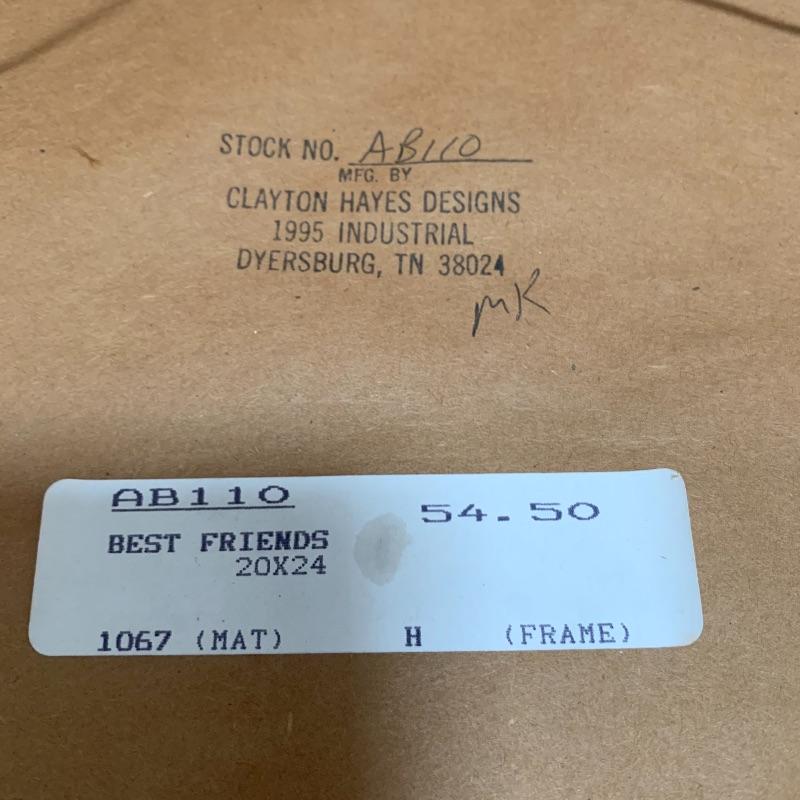 STOCK NO. AB110
MFG. BY
CLAYTON HAYES DESIGNS
1995 INDUSTRIAL
DYERSBURG, TN 38024
MK
AB110 54.50
BEST FRIENDS
20X24
1067 (MAT) H (FRAME)